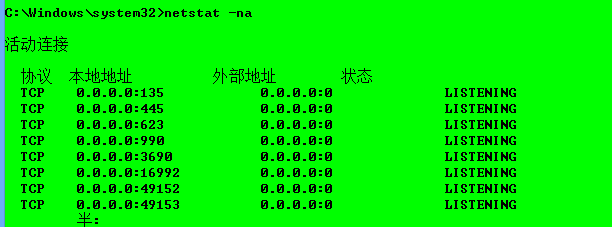 C:\Windows\system32>netstat -na
活动连接
协议 本地地址 外部地址 状态
TCP 0.0.0.0:135 0.0.0.0:0 LISTENING
TCP 0.0.0.0:445 0.0.0.0:0 LISTENING
TCP 0.0.0.0:623 0.0.0.0:0 LISTENING
TCP 0.0.0.0:990 0.0.0.0:0 LISTENING
TCP 0.0.0.0:3690 0.0.0.0:0 LISTENING
TCP 0.0.0.0:16992 0.0.0.0:0 LISTENING
TCP 0.0.0.0:49152 0.0.0.0:0 LISTENING
TCP 0.0.0.0:49153 0.0.0.0:0 LISTENING
半: